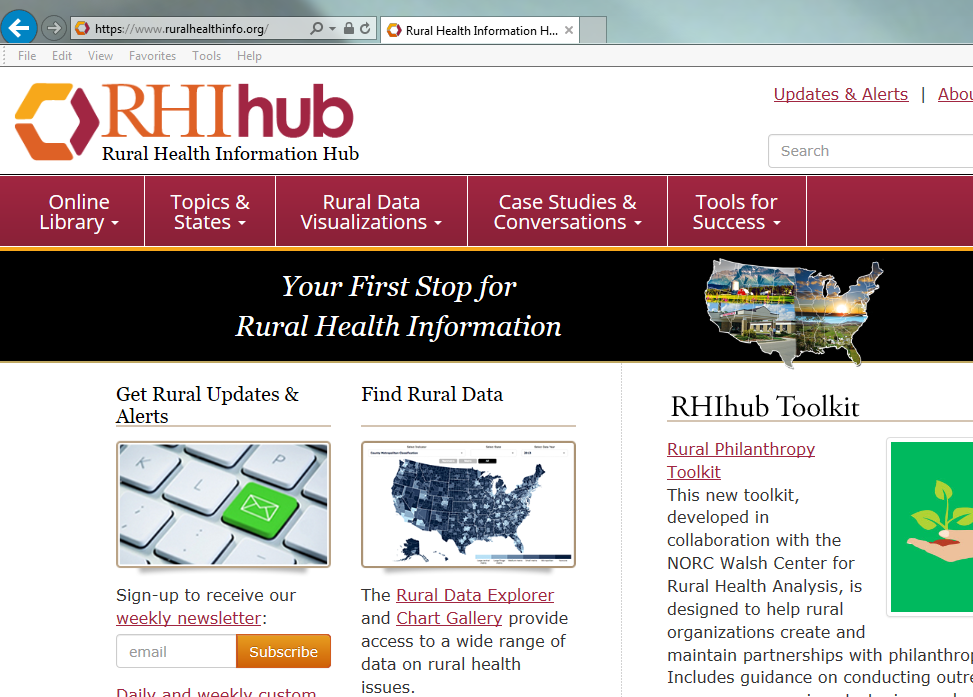 https://www.ruralhealthinfo.org/
Rural Health Information H...
File Edit View Favorites Tools Help
RHIhub
Rural Health Information Hub
Updates & Alerts | Abou
Search
Online Library
Topics & States
Rural Data Visualizations
Case Studies & Conversations
Tools for Success
Your First Stop for
Rural Health Information
Get Rural Updates &
Alerts
K
P
L
Sign-up to receive our
weekly newsletter:
email Subscribe
Daily and weekly custom
Find Rural Data
The Rural Data Explorer
and Chart Gallery provide
access to a wide range of
data on rural health
issues.
RHIhub Toolkit
Rural Philanthropy
Toolkit
This new toolkit,
developed in
collaboration with the
NORC Walsh Center for
Rural Health Analysis, is
designed to help rural
organizations create and
maintain partnerships with philanthrop
Includes guidance on conducting outre